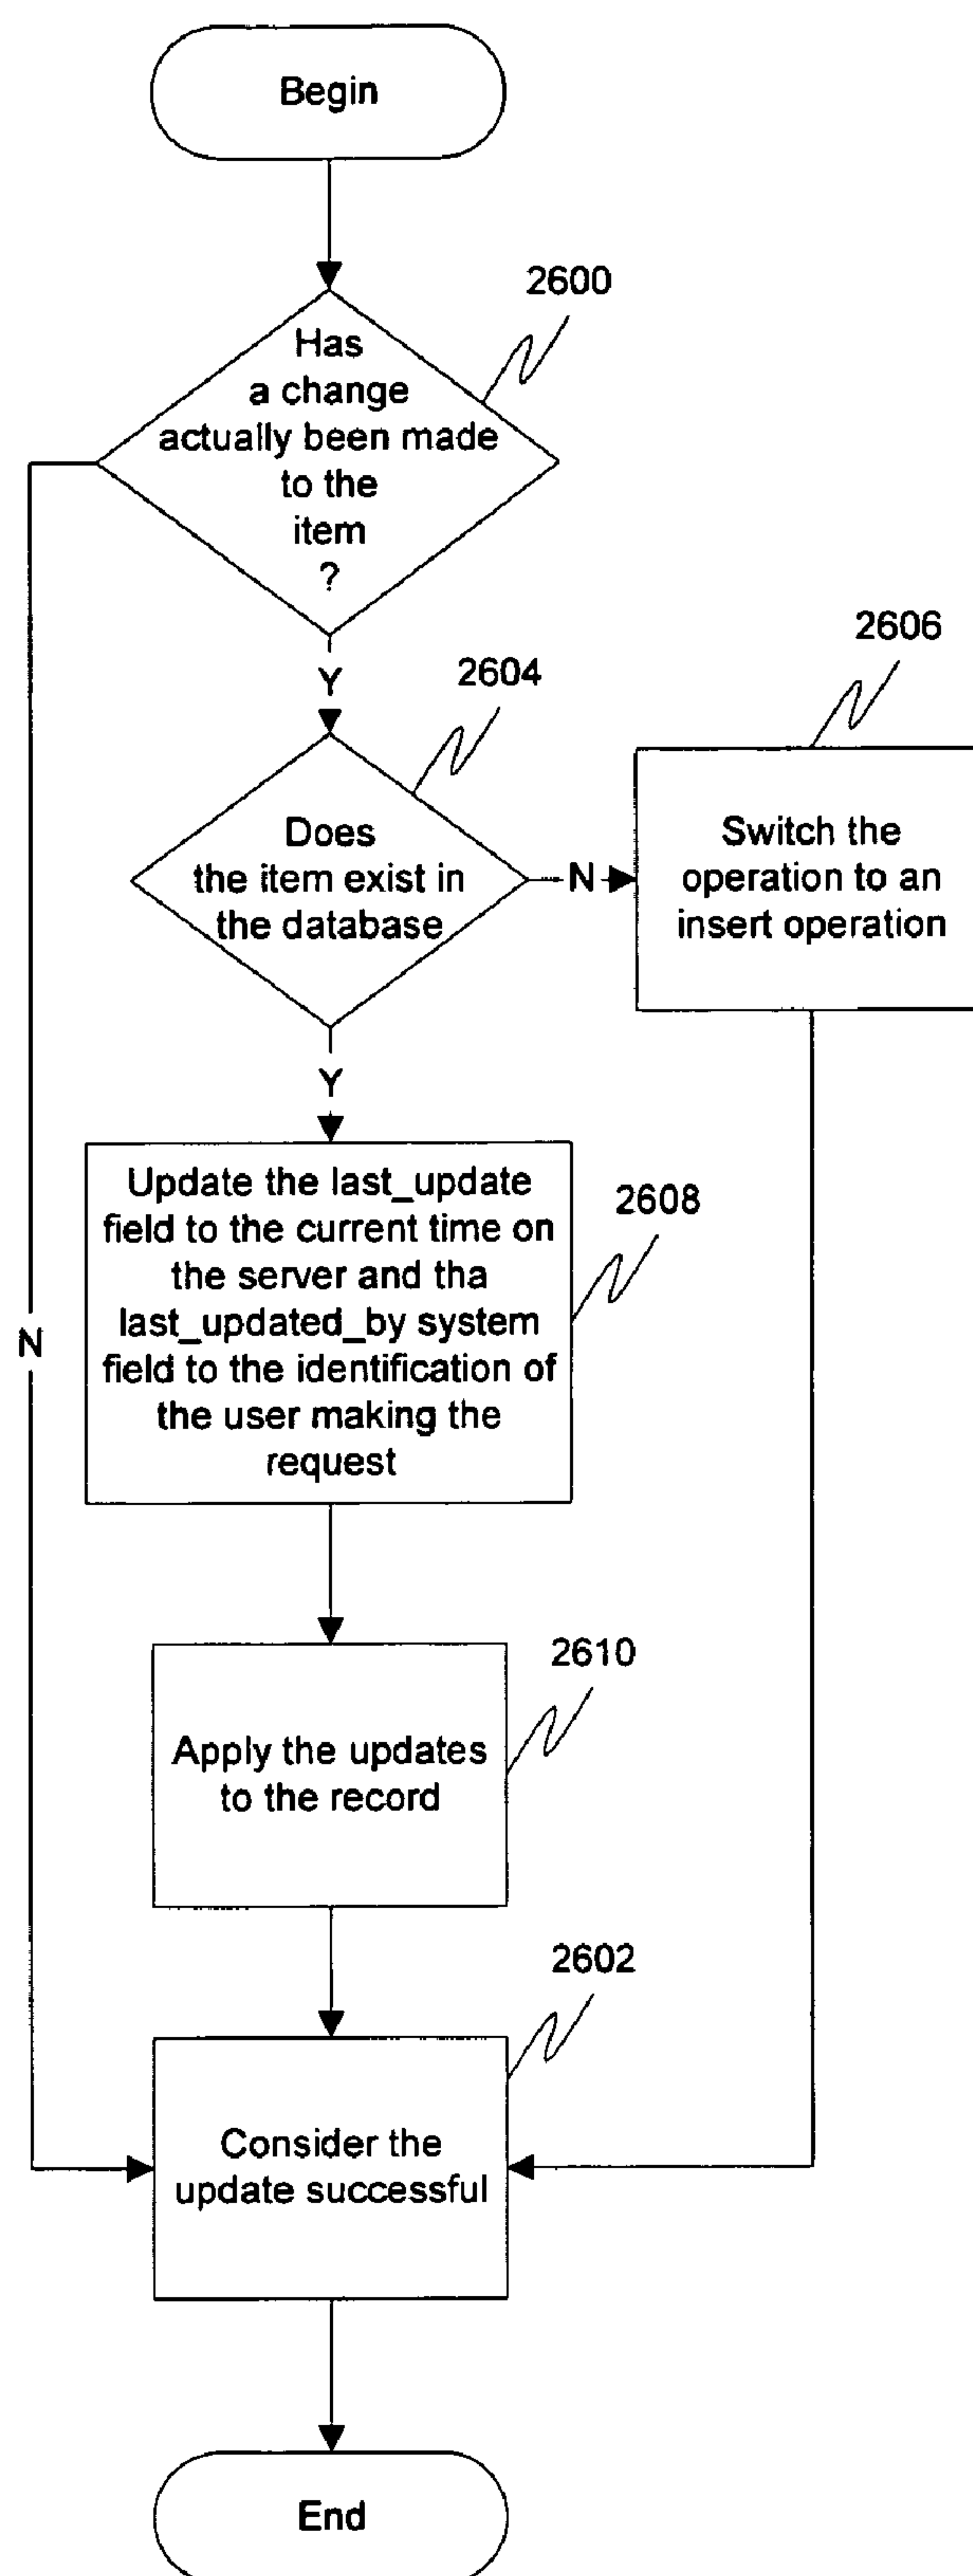 Begin
2600
Has
a change
actually been made
to the
item
?
2606
Y
2604
Does
the item exist in
the database
N
Switch the
operation to an
insert operation
Y
Update the last_update
field to the current time on
the server and tha
last_updated_by system
field to the identification of
the user making the
request
2608
N
2610
Apply the updates
to the record
2602
Consider the
update successful
End